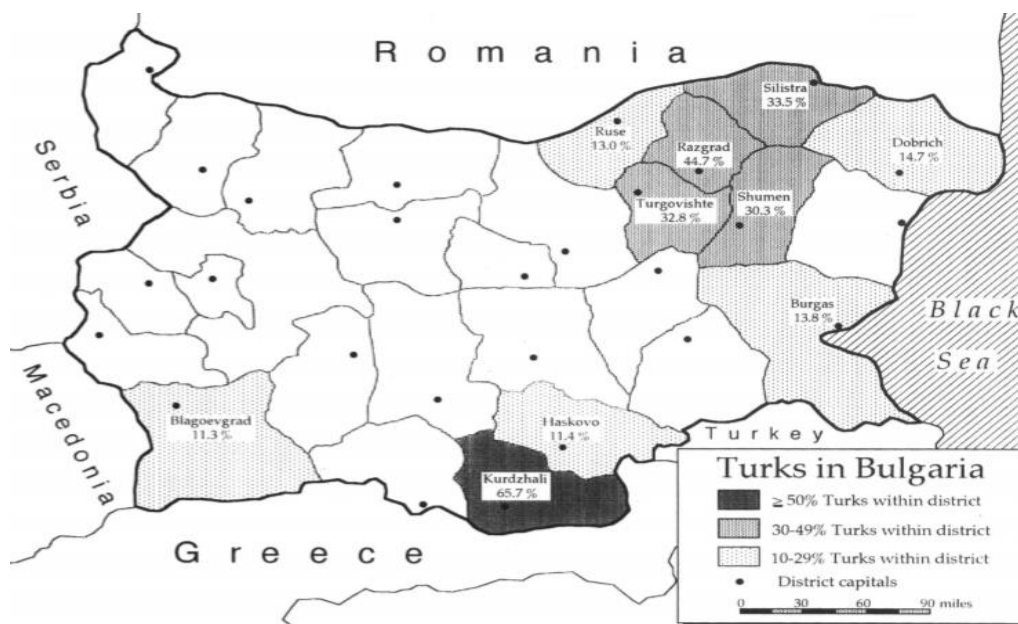 Romania
Serbia
Silistra
33.5 %
Ruse
13.0 %
Razgrad
44.7 %
Dobrich
14.7 %
Turgovishte
32.8 %
Shumen
30.3 %
Burgas
13.8 %
Black
Sea
Macedonia
Blagoevgrad
11.3 %
Haskovo
11.4 %
Turkey
Kurdzhali
65.7 %
Greece
Turks in Bulgaria
≥ 50% Turks within district
30-49% Turks within district
10-29% Turks within district
District capitals
0 30 60 90 miles